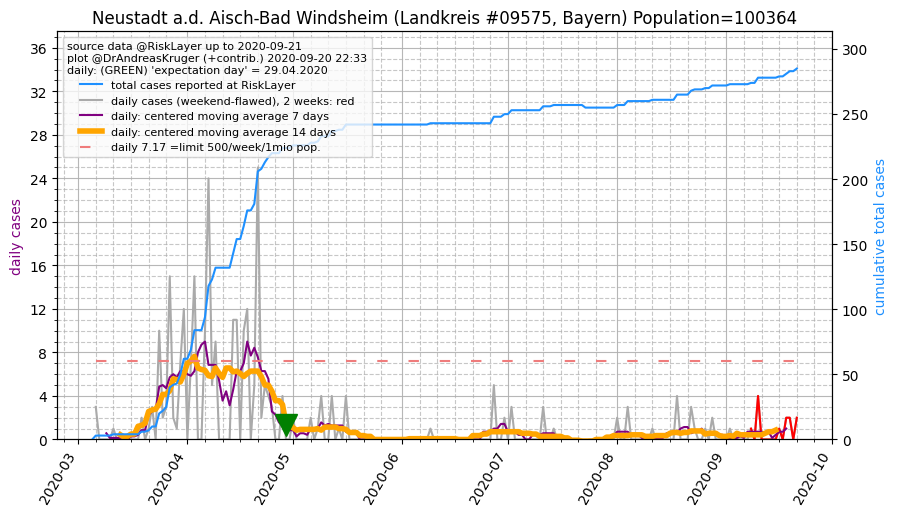 Neustadt a.d. Aisch-Bad Windsheim (Landkreis #09575, Bayern) Population=100364
source data @RiskLayer up to 2020-09-21
plot @DrAndreasKruger (+contrib.) 2020-09-20 22:33
daily: (GREEN) 'expectation day' = 29.04.2020
total cases reported at RiskLayer
daily cases (weekend-flawed), 2 weeks: red
daily: centered moving average 7 days
daily: centered moving average 14 days
daily 7.17 =limit 500/week/1mio pop.
daily cases
36
32
28
24
20
16
12
8
4
0
cumulative total cases
300
250
200
150
100
50
0
2020-03
2020-04
2020-05
2020-06
2020-07
2020-08
2020-09
2020-10